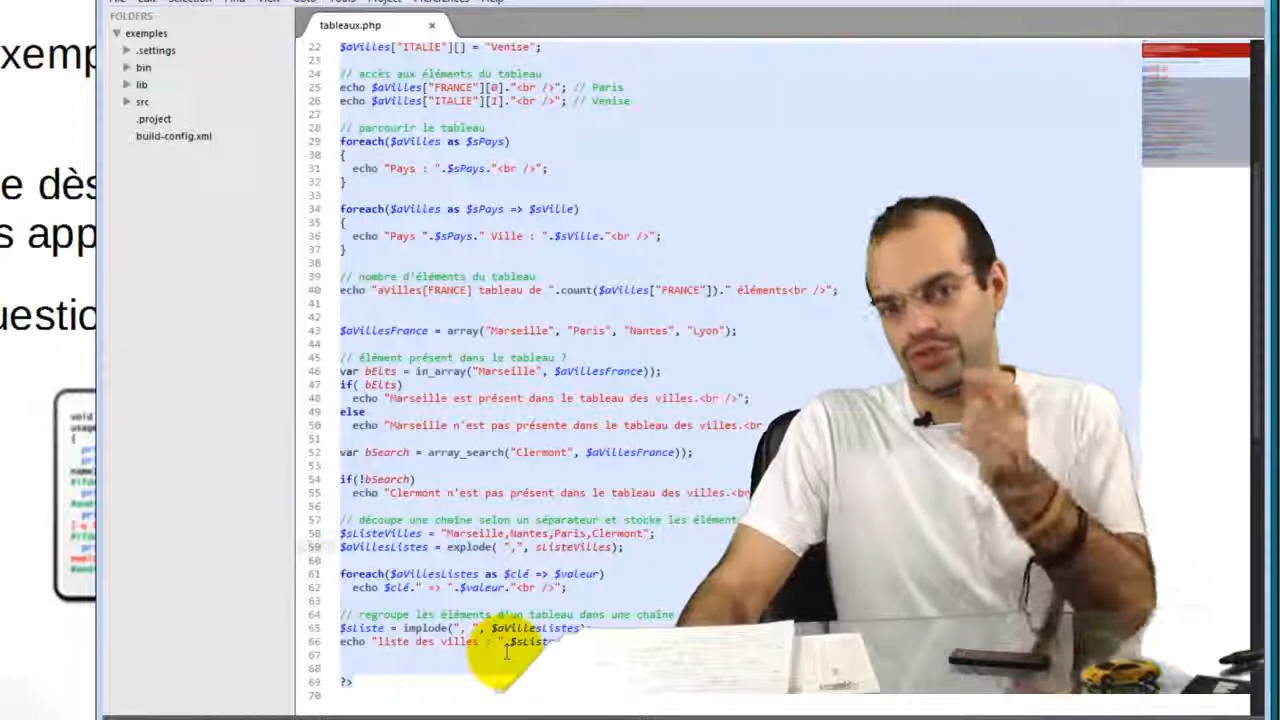 FOLDERS
exemples
.settings
bin
lib
src
.project
build-config.xml
tableaux.php
22 $aVilles["ITALIE"][] = "Venise";
23
24 // accès aux éléments du tableau
25 echo $aVilles["FRANCE"][0]."<br />"; // Paris
26 echo $aVilles["ITALIE"][1]."<br />"; // Venise
27
28 // parcourir le tableau
29 foreach($aVilles as $sPays)
30 {
31 echo "Pays : ".$sPays."<br />";
32 }
33
34 foreach($aVilles as $sPays => $sVille)
35 {
36 echo "Pays ".$sPays." Ville : ".$sVille."<br />";
37 }
38
39 // nombre d'éléments du tableau
40 echo "aVilles[FRANCE] tableau de ".count($aVilles["FRANCE"])." éléments<br />";
41
42
43 $aVillesFrance = array("Marseille", "Paris", "Nantes", "Lyon");
44
45 // élément présent dans le tableau ?
46 var bElts = in_array("Marseille", $aVillesFrance));
47 if( bElts)
48 echo "Marseille est présent dans le tableau des villes.<br />";
49 else
50 echo "Marseille n'est pas présente dans le tableau des villes.<br
51
52 var bSearch = array_search("Clermont", $aVillesFrance));
53
54 if(!bSearch)
55 echo "Clermont n'est pas présent dans le tableau des villes.<br
56
57 // découpe une chaîne selon un séparateur et stocke les élément
58 $sListeVilles = "Marseille,Nantes,Paris,Clermont";
59 $aVillesListes = explode( ",", sListeVilles);
60
61 foreach($aVillesListes as $clé => $valeur)
62 echo $clé." => ".$valeur."<br />";
63
64 // regroupe les éléments d'un tableau dans une chaîne
65 $sListe = implode(", ", $aVillesListes);
66 echo "liste des villes : ".$sListe
67
68
69 ?>
70
xemp
e dès
s app
uestio